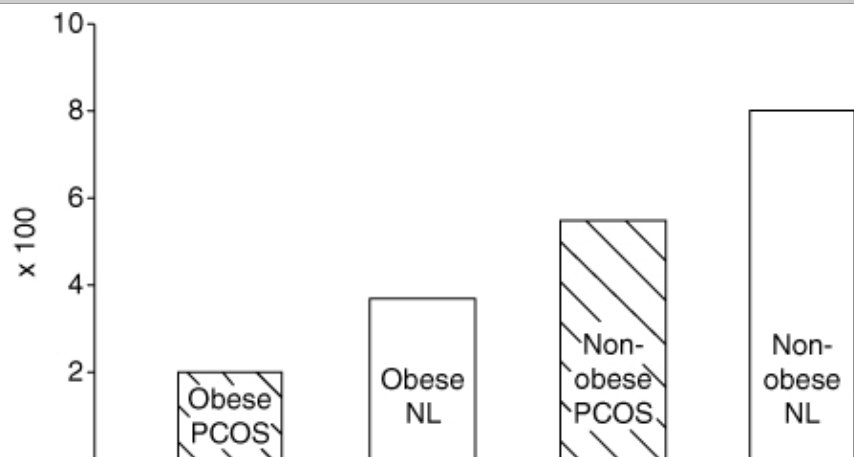 10
8
6
4
2
x 100
Obese
PCOS
Obese
NL
Non-
obese
PCOS
Non-
obese
NL